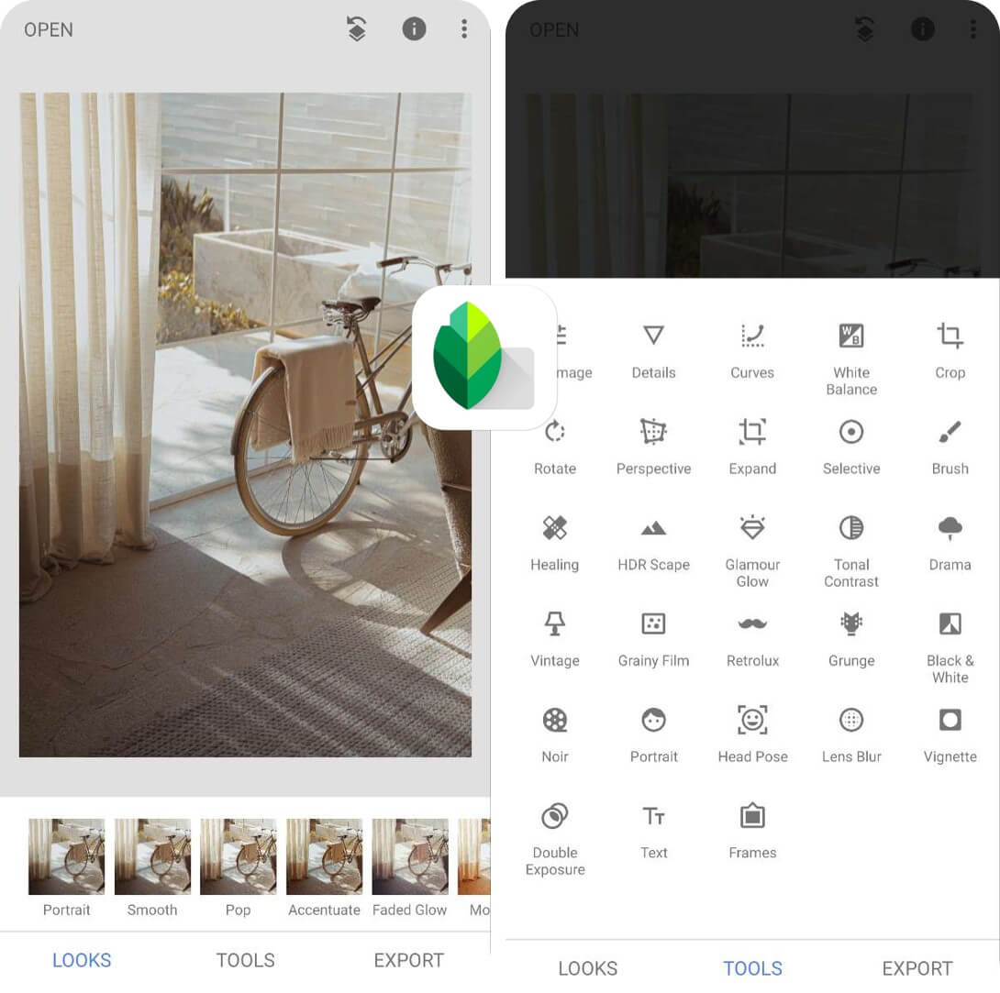 OPEN
Portrait
Smooth
Pop
Accentuate
Faded Glow
Mo
LOOKS
TOOLS
EXPORT
OPEN
mage
Details
Curves
WB
White
Balance
Crop
Rotate
Perspective
Expand
Selective
Brush
Healing
HDR Scape
Glamour
Glow
Tonal
Contrast
Drama
Vintage
Grainy Film
Retrolux
Grunge
Black &
White
Noir
Portrait
Head Pose
Lens Blur
Vignette
Double
Exposure
TT
Text
Frames
LOOKS
TOOLS
EXPORT